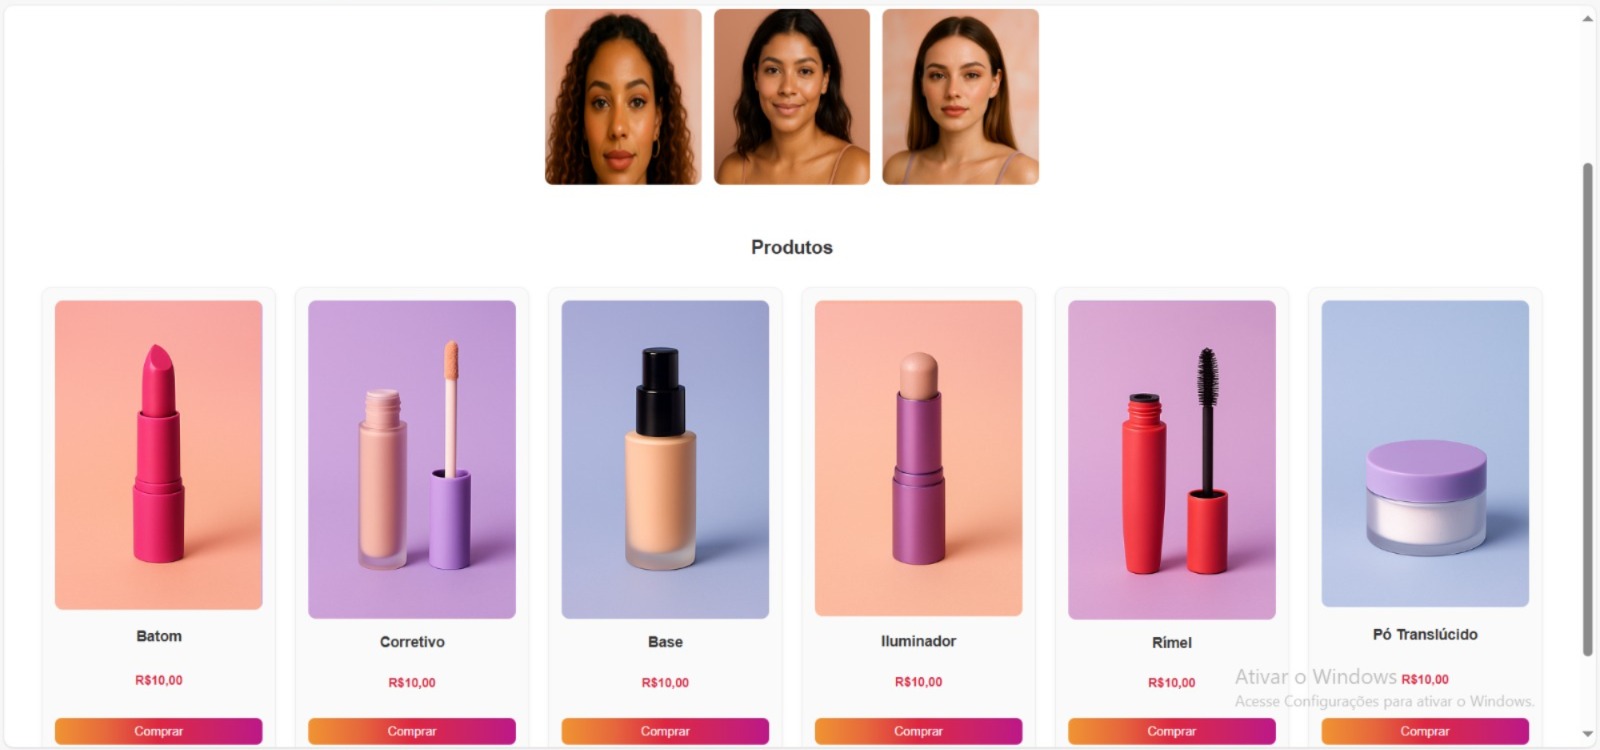 Produtos
Batom
Corretivo
Base
Iluminador
Rímel
Pó Translúcido
R$10,00
R$10,00
R$10,00
R$10,00
R$10,00
R$10,00
Ativar o Windows
Acesse Configurações para ativar o Windows.
Comprar
Comprar
Comprar
Comprar
Comprar
Comprar